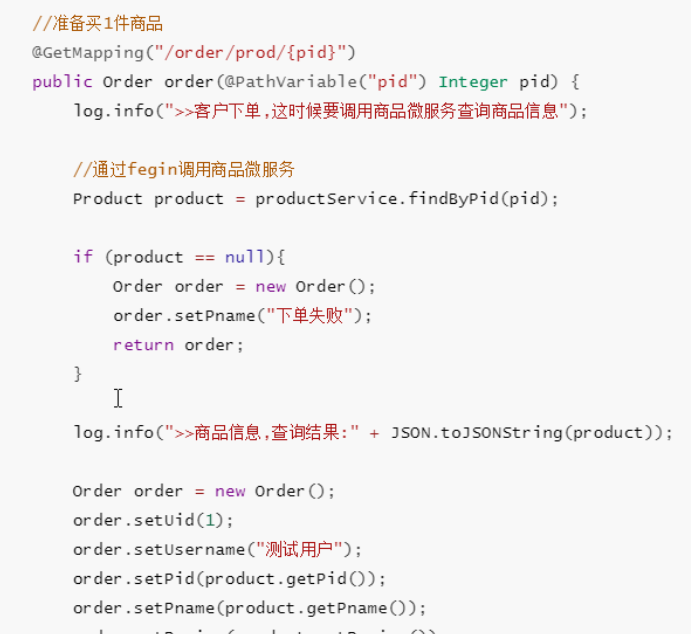 //准备买1件商品
@GetMapping("/order/prod/{pid}")
public Order order(@PathVariable("pid") Integer pid) {
log.info(">>客户下单,这时候要调用商品微服务查询商品信息");
//通过fegin调用商品微服务
Product product = productService.findByPid(pid);
if (product == null){
Order order = new Order();
order.setPname("下单失败");
return order;
}
log.info(">>商品信息,查询结果:" + JSON.toJSONString(product));
Order order = new Order();
order.setUid(1);
order.setUsername("测试用户");
order.setPid(product.getPid());
order.setPname(product.getPname());